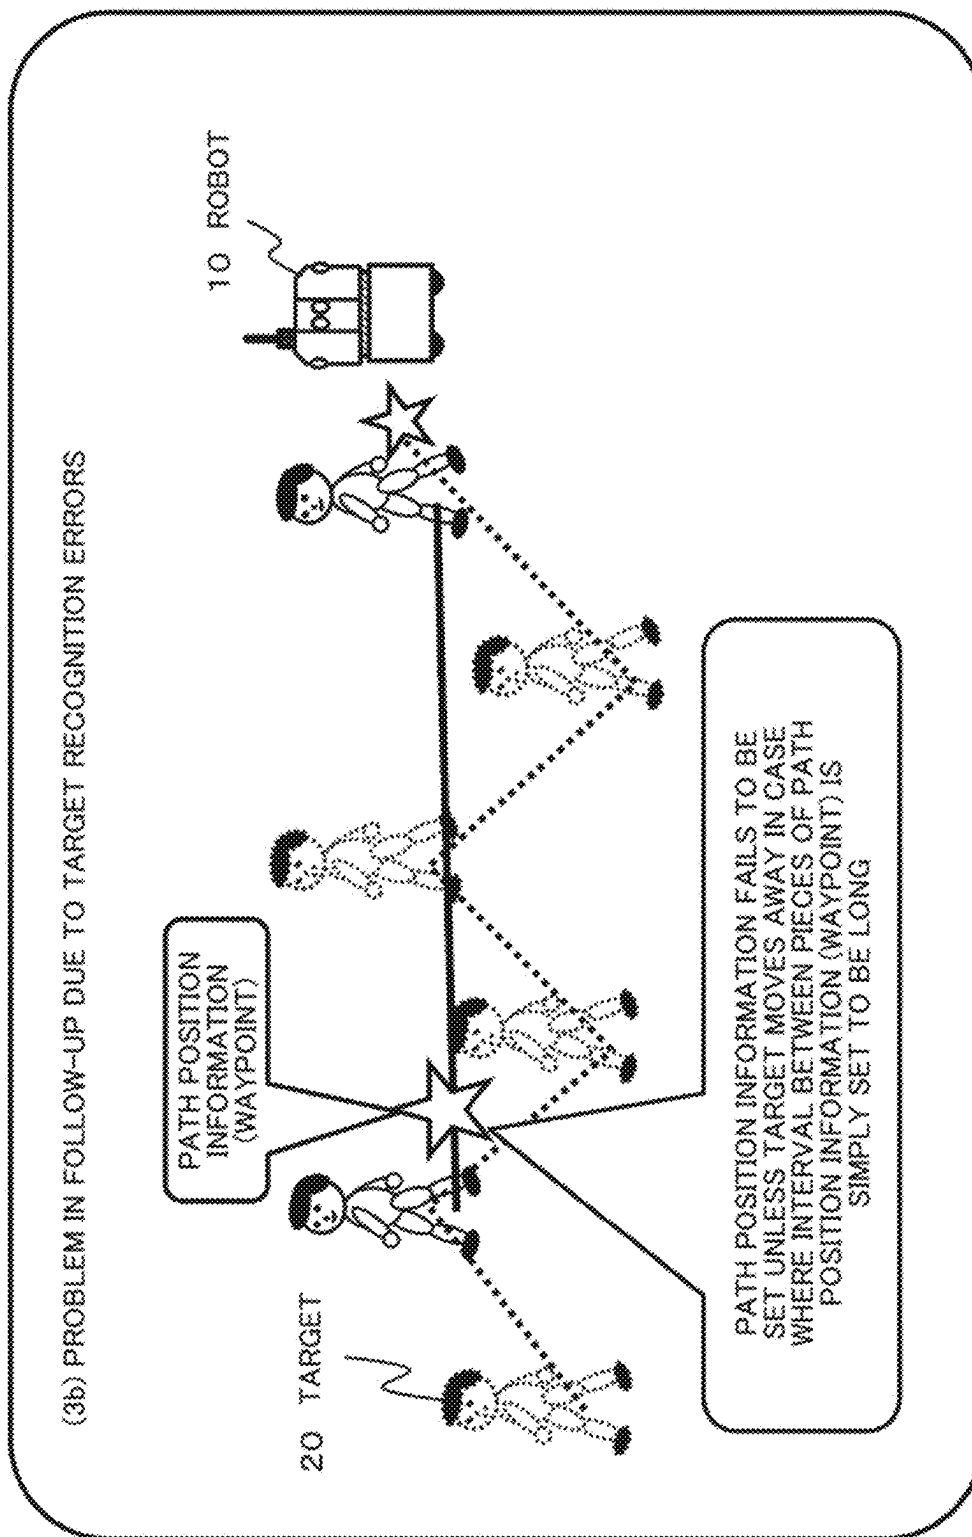 (3b) PROBLEM IN FOLLOW-UP DUE TO TARGET RECOGNITION ERRORS
PATH POSITION
INFORMATION
(WAYPOINT)
10 ROBOT
20 TARGET
PATH POSITION INFORMATION FAILS TO BE
SET UNLESS TARGET MOVES AWAY IN CASE
WHERE INTERVAL BETWEEN PIECES OF PATH
POSITION INFORMATION (WAYPOINT) IS
SIMPLY SET TO BE LONG